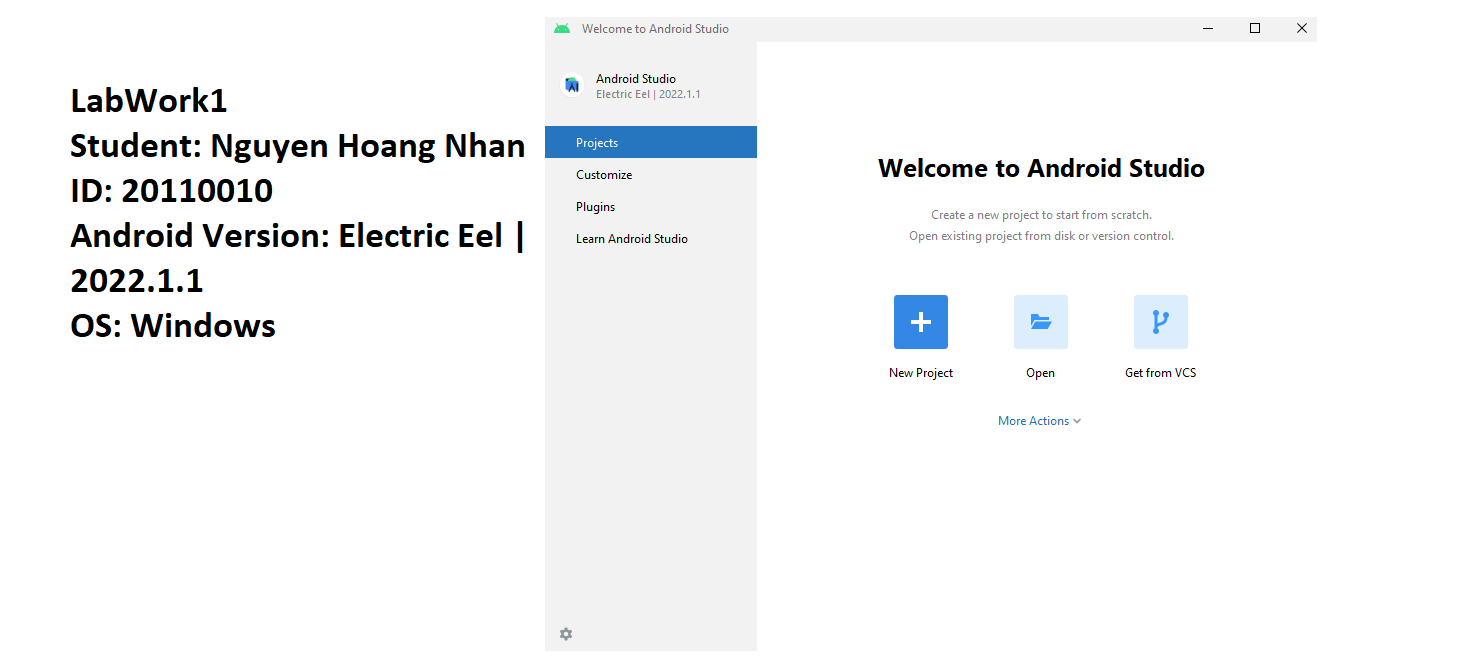 LabWork1
Student: Nguyen Hoang Nhan
ID: 20110010
Android Version: Electric Eel |
2022.1.1
OS: Windows
Welcome to Android Studio
Android Studio
Electric Eel | 2022.1.1
Projects
Customize
Plugins
Learn Android Studio
Welcome to Android Studio
Create a new project to start from scratch.
Open existing project from disk or version control.
New Project
Open
Get from VCS
More Actions